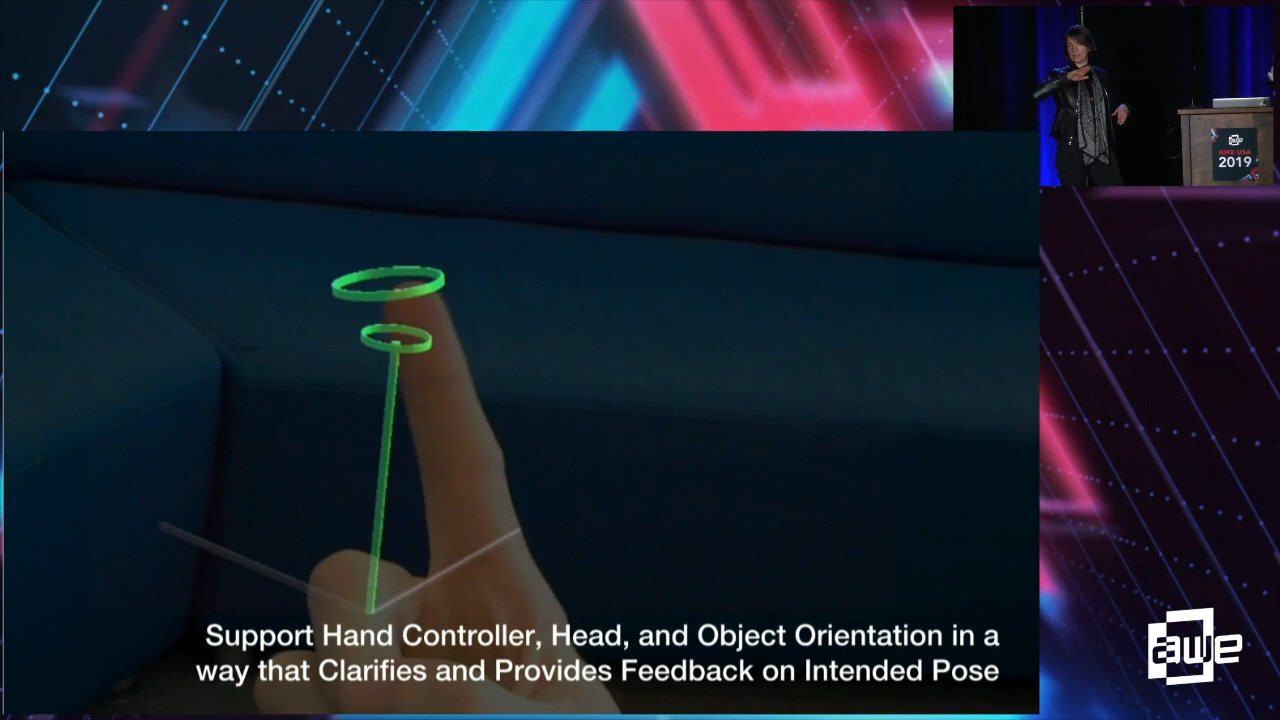 awe
AWE USA
2019
Support Hand Controller, Head, and Object Orientation in a
way that Clarifies and Provides Feedback on Intended Pose
awe